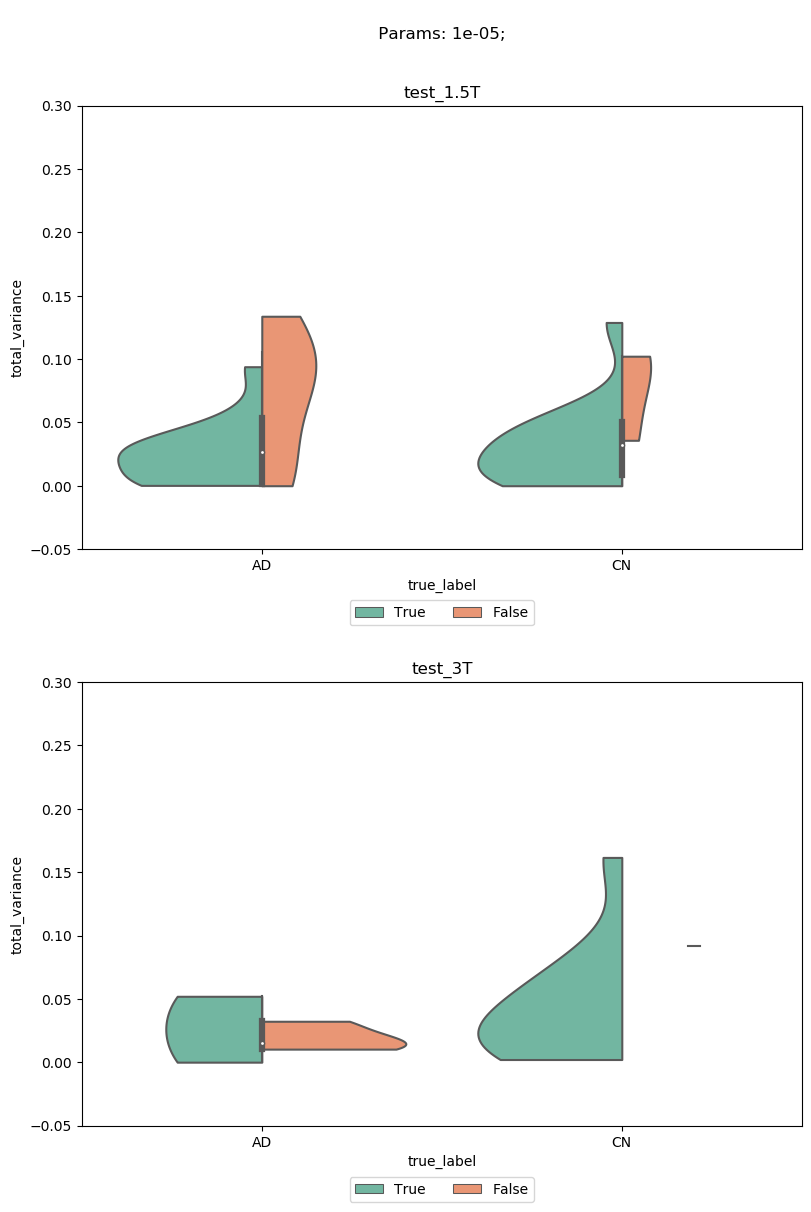 Params: 1e-05;
test_1.5T
0.30
0.25
0.20
0.15
0.10
0.05
0.00
−0.05
total_variance
AD CN
true_label
True False
test_3T
0.30
0.25
0.20
0.15
0.10
0.05
0.00
−0.05
total_variance
AD CN
true_label
True False